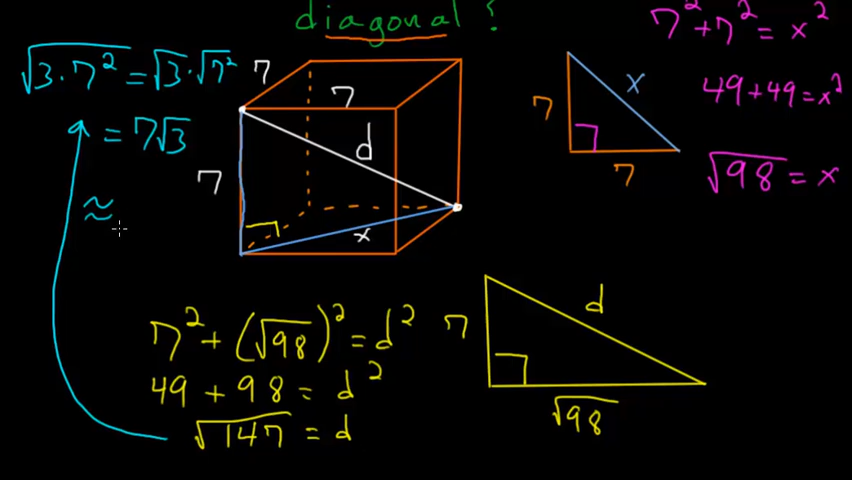 diagonal ?
√(3·7²) = √3·√7²
= 7√3
≈
7
7
7
d
x
7
x
7
7² + 7² = x²
49 + 49 = x²
√98 = x
7² + (√98)² = d²
49 + 98 = d²
√147 = d
7
d
√98